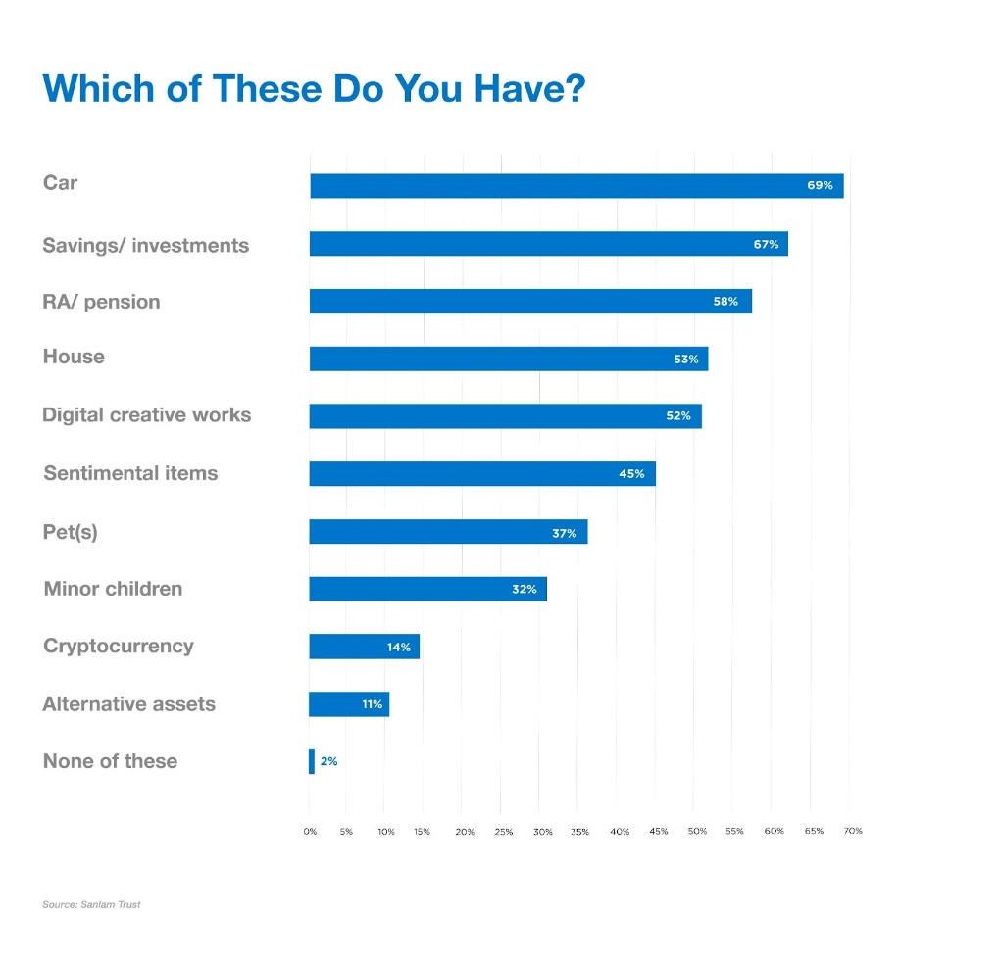 Which of These Do You Have?
Car 69%
Savings/ investments 67%
RA/ pension 58%
House 53%
Digital creative works 52%
Sentimental items 45%
Pet(s) 37%
Minor children 32%
Cryptocurrency 14%
Alternative assets 11%
None of these 2%
0% 5% 10% 15% 20% 25% 30% 35% 40% 45% 50% 55% 60% 65% 70%
Source: Sanlam Trust